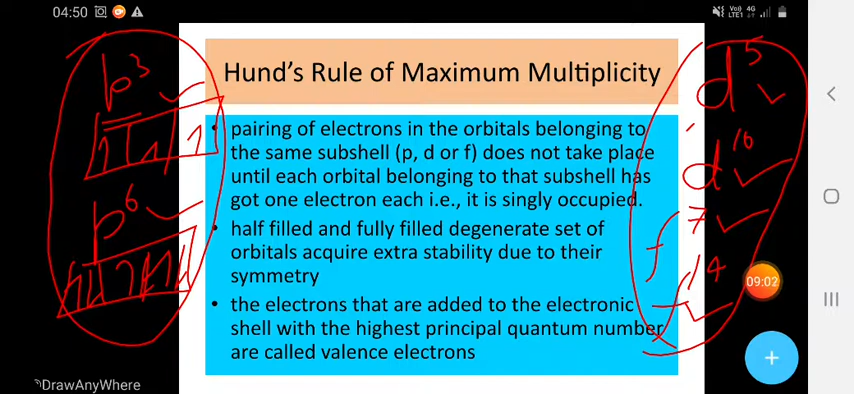 04:50
Vo)) 4G
LTE1
Hund's Rule of Maximum Multiplicity
• pairing of electrons in the orbitals belonging to
the same subshell (p, d or f) does not take place
until each orbital belonging to that subshell has
got one electron each i.e., it is singly occupied.
• Half filled and fully filled degenerate set of
orbitals acquire extra stability due to their
symmetry
• the electrons that are added to the electronic
shell with the highest principal quantum number
are called valence electrons
p³
p⁶
d⁵
d¹⁰
f⁷
f¹⁴
09:02
DrawAnyWhere